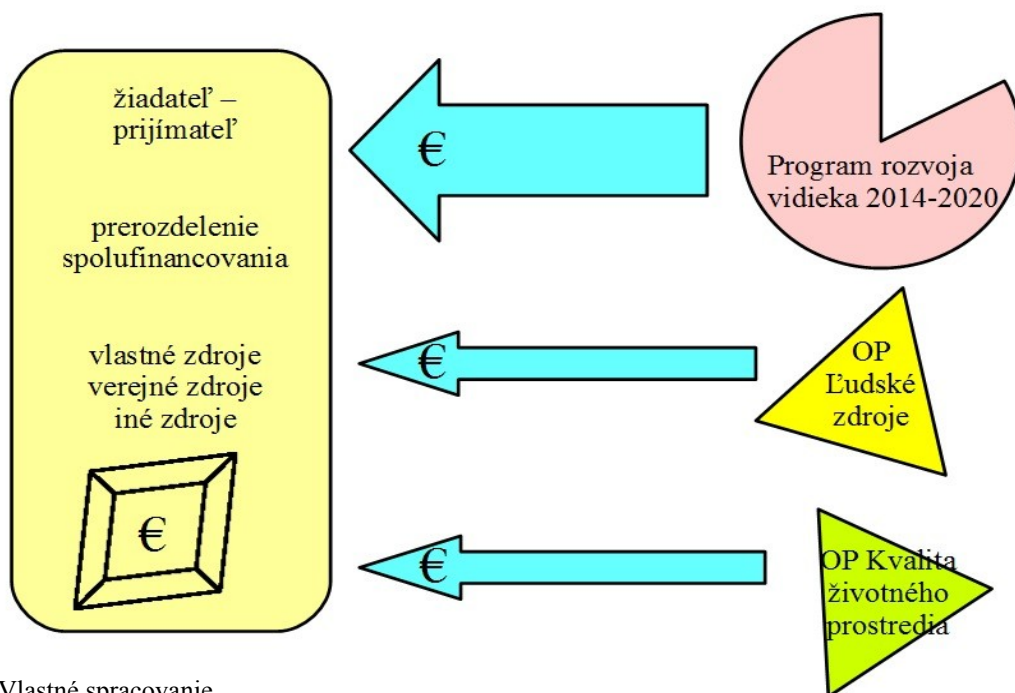 žiadateľ –
prijímateľ
prerozdelenie
spolufinancovania
vlastné zdroje
verejné zdroje
iné zdroje
€
€
€
€
Program rozvoja
vidieka 2014-2020
OP
Ľudské
zdroje
OP Kvalita
životného
prostredia
Vlastné spracovanie